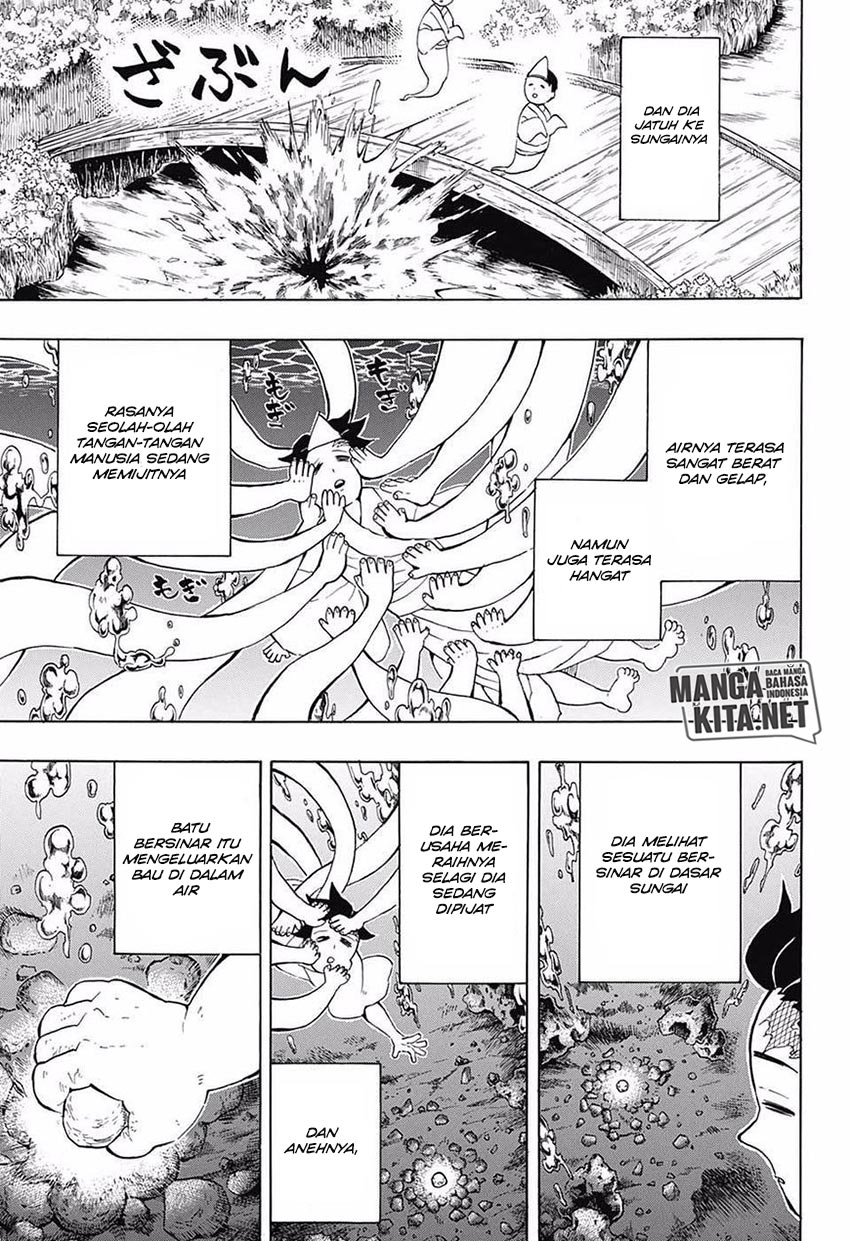 ざぶん
DAN DIA
JATUH KE
SUNGAINYA
AIRNYA TERASA
SANGAT BERAT
DAN GELAP,
NAMUN
JUGA TERASA
HANGAT
もぎ
もぎ
RASANYA
SEOLAH-OLAH
TANGAN-TANGAN
MANUSIA SEDANG
MEMIJITNYA
もぎ
MANGA
KITA.NET
BACA MANGA
BAHASA
INDONESIA
DIA MELIHAT
SESUATU BER-
SINAR DI DASAR
SUNGAI
DIA BER-
USAHA ME-
RAIHNYA
SELAGI DIA
SEDANG
DIPIJAT
DAN
ANEHNYA,
BATU
BERSINAR ITU
MENGELUARKAN
BAU DI DALAM
AIR